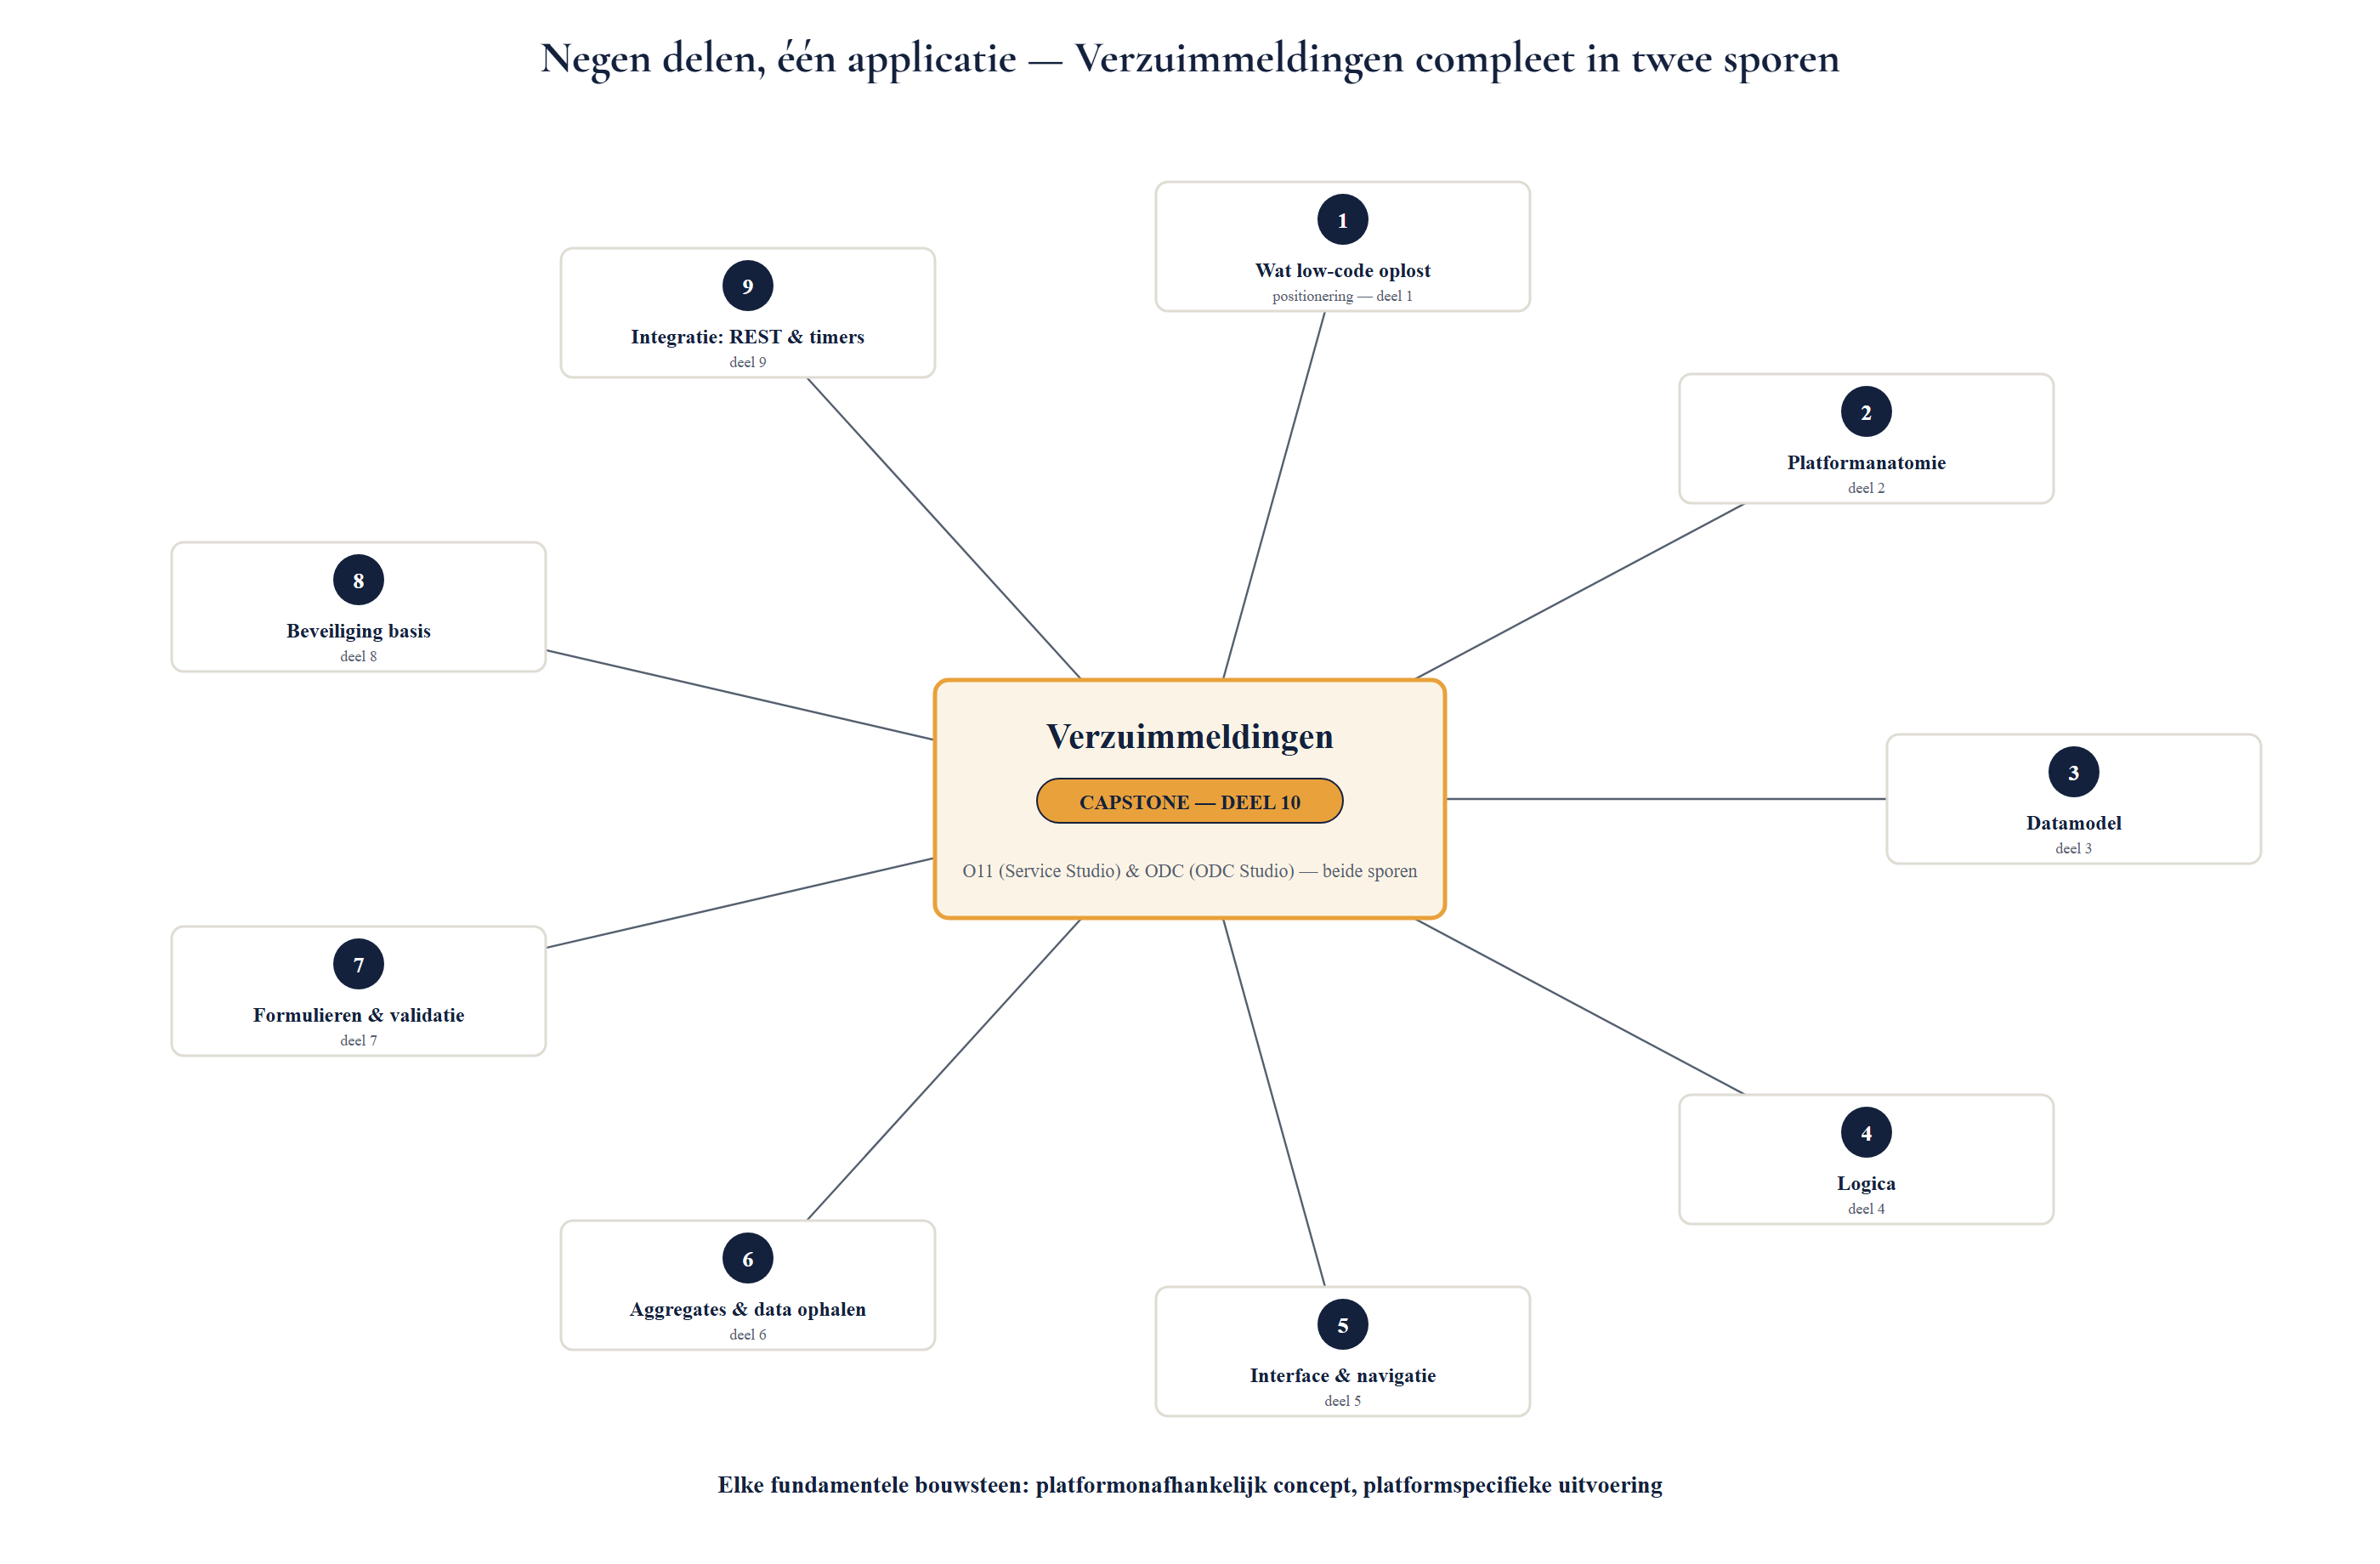 Negen delen, één applicatie — Verzuimmeldingen compleet in twee sporen
1
Wat low-code oplost
positionering — deel 1
2
Platformanatomie
deel 2
3
Datamodel
deel 3
4
Logica
deel 4
5
Interface & navigatie
deel 5
6
Aggregates & data ophalen
deel 6
7
Formulieren & validatie
deel 7
8
Beveiliging basis
deel 8
9
Integratie: REST & timers
deel 9
Verzuimmeldingen
CAPSTONE — DEEL 10
O11 (Service Studio) & ODC (ODC Studio) — beide sporen
Elke fundamentele bouwsteen: platformonafhankelijk concept, platformspecifieke uitvoering